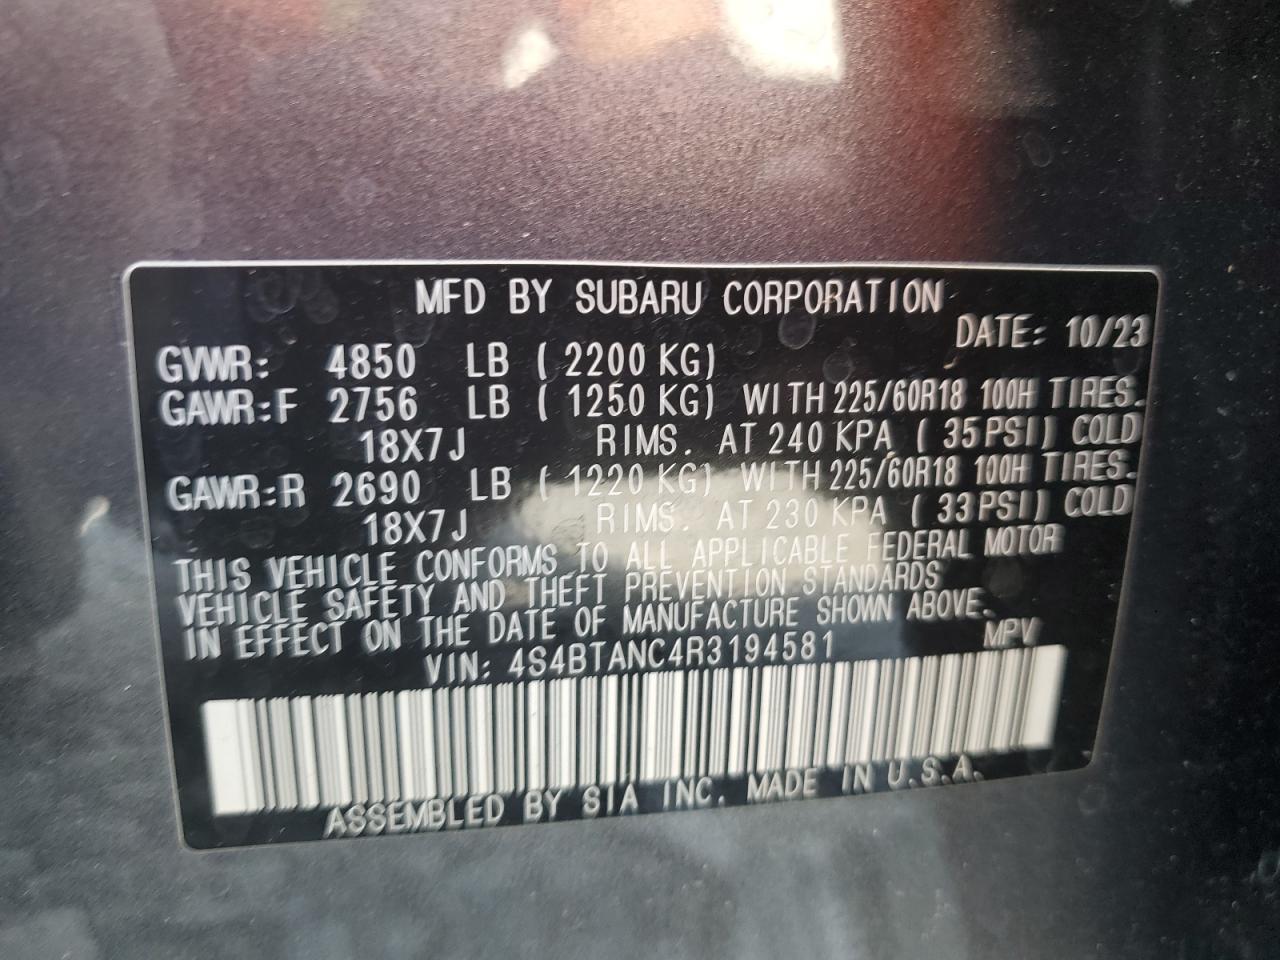 MFD BY SUBARU CORPORATION
DATE: 10/23
GVWR: 4850 LB ( 2200 KG)
GAWR:F 2756 LB ( 1250 KG) WITH 225/60R18 100H TIRES.
18X7J RIMS. AT 240 KPA ( 35PSI) COLD
GAWR:R 2690 LB ( 1220 KG) WITH 225/60R18 100H TIRES.
18X7J RIMS. AT 230 KPA ( 33PSI) COLD
THIS VEHICLE CONFORMS TO ALL APPLICABLE FEDERAL MOTOR
VEHICLE SAFETY AND THEFT PREVENTION STANDARDS
IN EFFECT ON THE DATE OF MANUFACTURE SHOWN ABOVE.
VIN: 4S4BTANC4R3194581 MPV
ASSEMBLED BY SIA INC. MADE IN U.S.A.